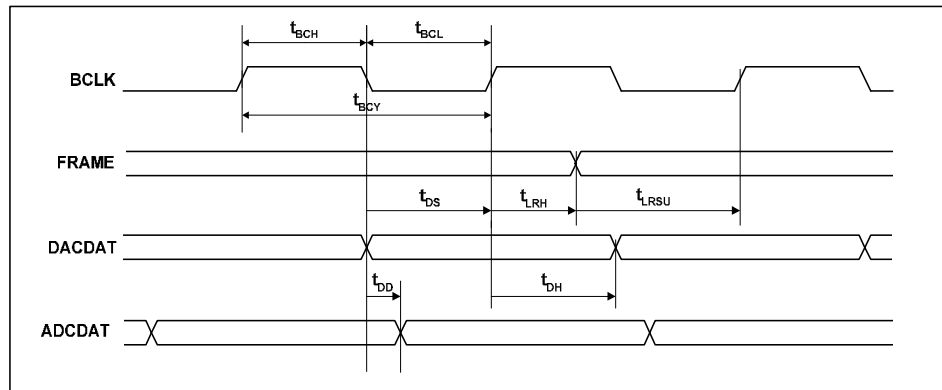 tBCH tBCL
BCLK
tBCY
FRAME
tDS tLRH tLRSU
DACDAT
tDD tDH
ADCDAT